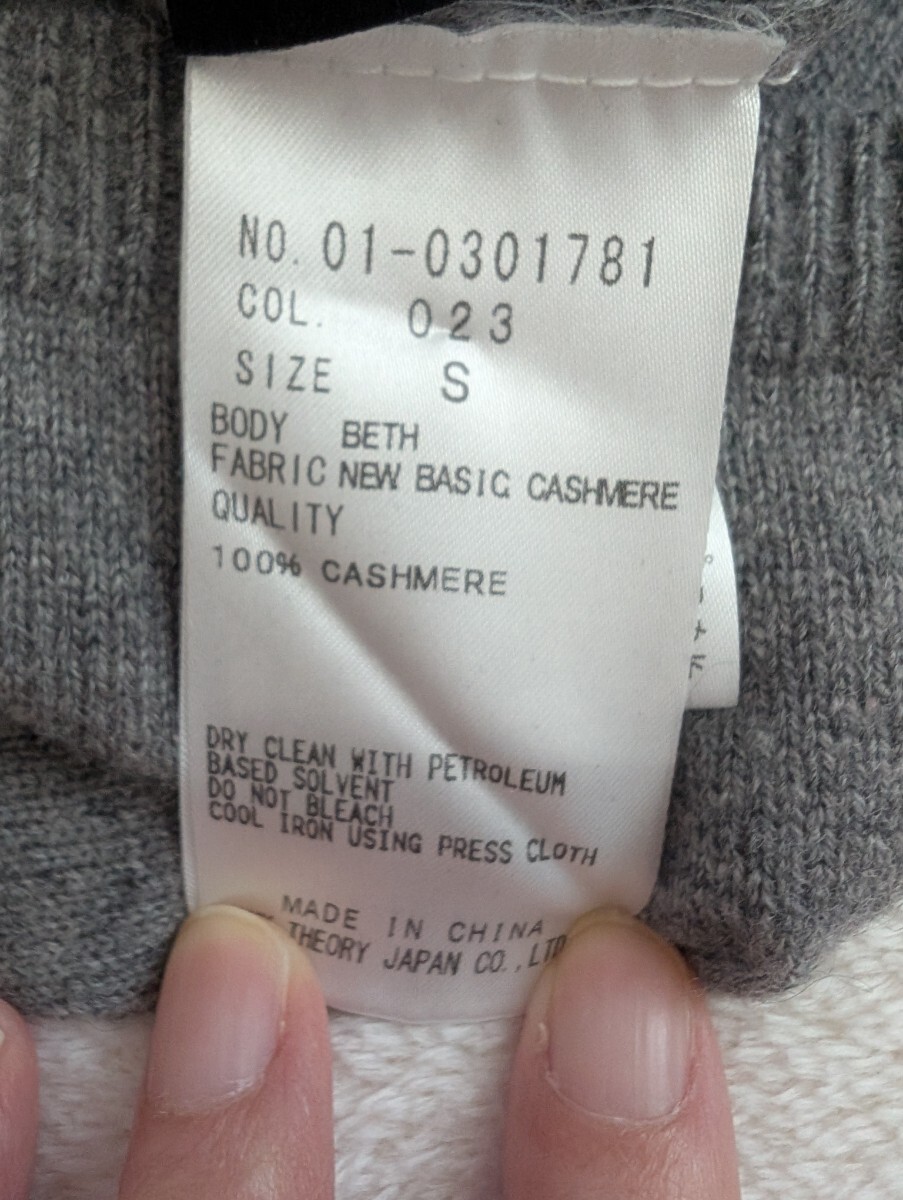 NO. 01-0301781
COL. 023
SIZE S
BODY BETH
FABRIC NEW BASIC CASHMERE
QUALITY
100% CASHMERE
DRY CLEAN WITH PETROLEUM
BASED SOLVENT
DO NOT BLEACH
COOL IRON USING PRESS CLOTH
MADE IN CHINA
THEORY JAPAN CO.,LTD